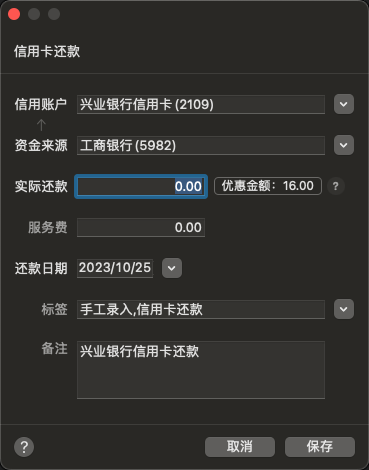 信用卡还款
信用账户 兴业银行信用卡(2109)
资金来源 工商银行(5982)
实际还款 0.00 优惠金额：16.00 ?
服务费 0.00
还款日期 2023/10/25
标签 手工录入,信用卡还款
备注 兴业银行信用卡还款
? 取消 保存